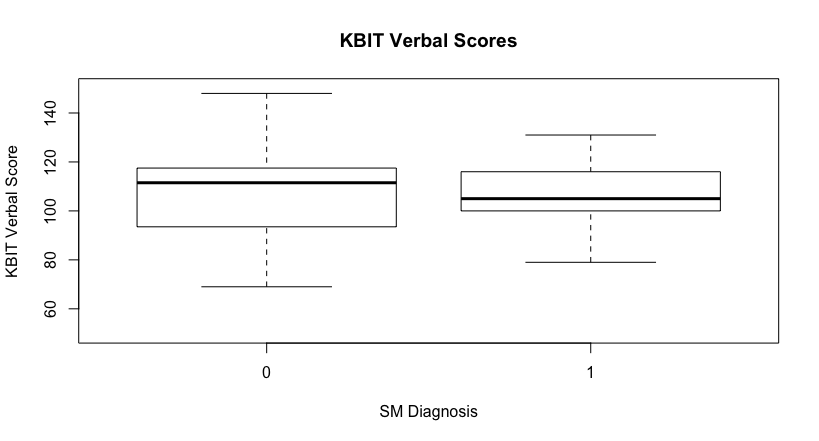 KBIT Verbal Scores
KBIT Verbal Score
140
120
100
80
60
0 1
SM Diagnosis